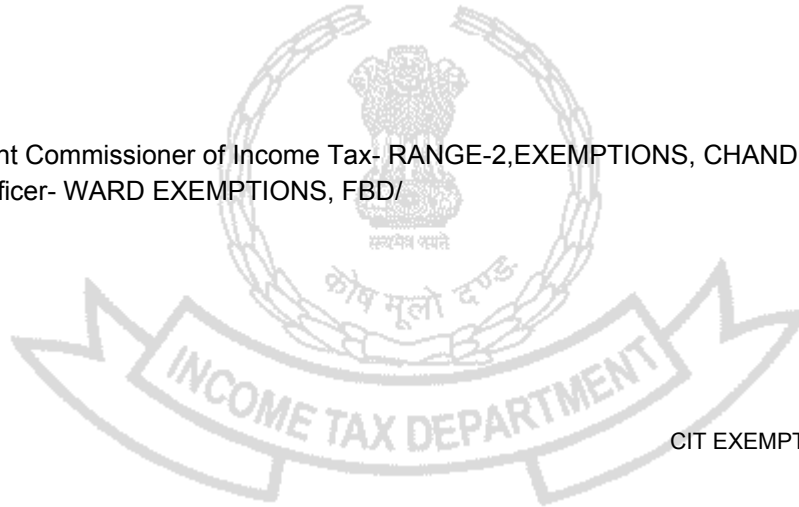 nt Commissioner of Income Tax- RANGE-2,EXEMPTIONS, CHAND
ficer- WARD EXEMPTIONS, FBD/
सत्यमेव जयते
कोष मूलो दण्डः
INCOME TAX DEPARTMENT
CIT EXEMPT